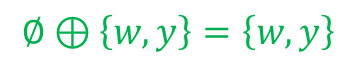 ∅ ⊕ {w, y} = {w, y}